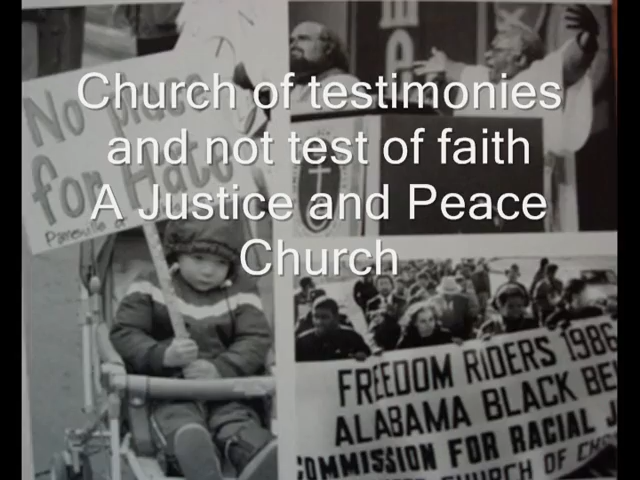 Church of testimonies
and not test of faith
A Justice and Peace
Church
No place
for Hate
FREEDOM RIDERS 1986
ALABAMA BLACK BE
COMMISSION FOR RACIAL J
CHURCH OF CHRIS